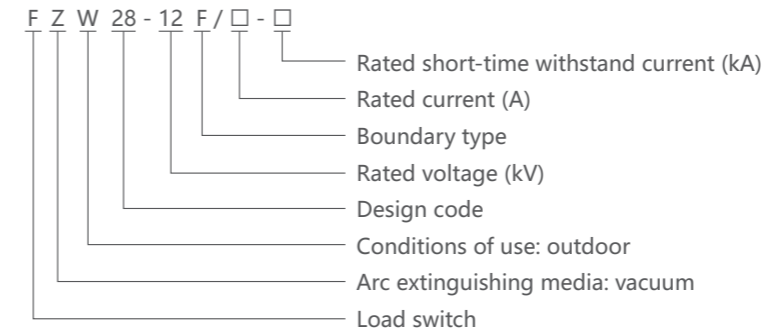 F Z W 28 - 12 F / □ - □
Rated short-time withstand current (kA)
Rated current (A)
Boundary type
Rated voltage (kV)
Design code
Conditions of use: outdoor
Arc extinguishing media: vacuum
Load switch